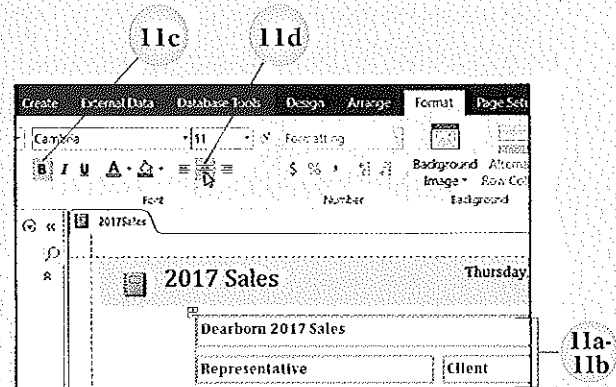 11c 11d
Create External Data Database Tools Design Arrange Format Page Set
Cambria 11 Formatting
B I U A $ % Background Image
Font Number Background
2017Sales
2017 Sales Thursday,
Dearborn 2017 Sales
Representative Client
11a-
11b